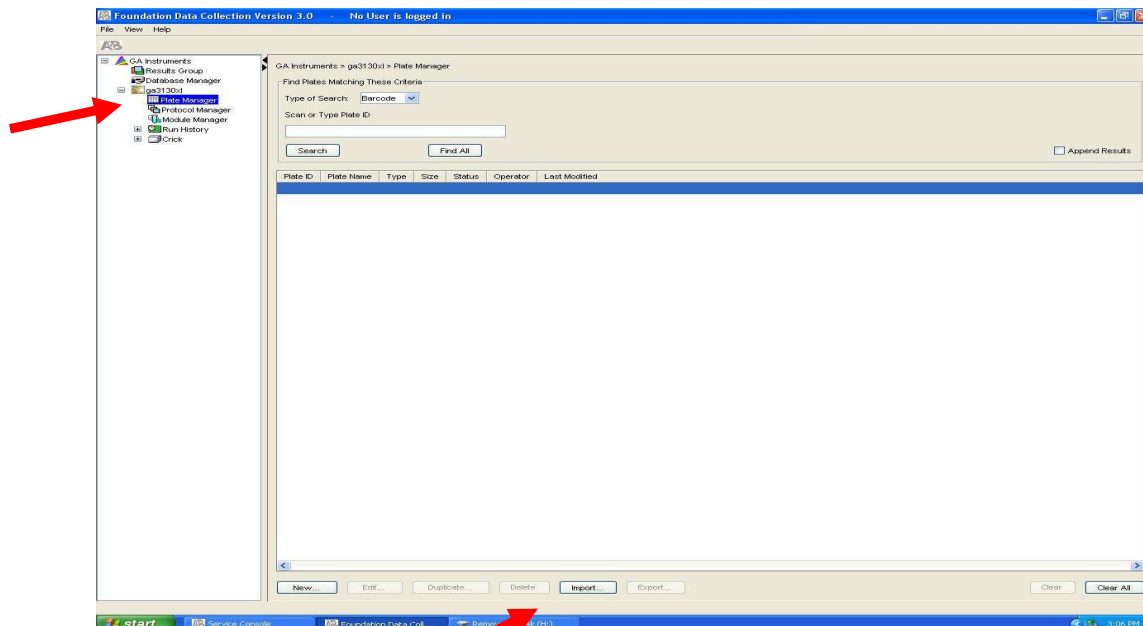 Foundation Data Collection Version 3.0 - No User is logged in
File View Help
AB
GA Instruments
Results Group
Database Manager
ga3130xl
Plate Manager
Protocol Manager
Module Manager
Run History
Crick
GA Instruments > ga3130xl > Plate Manager
Find Plates Matching These Criteria
Type of Search: Barcode
Scan or Type Plate ID
Search Find All Append Results
Plate ID Plate Name Type Size Status Operator Last Modified
New... Edit... Duplicate... Delete Import... Export... Clear Clear All
start Service Console Foundation Data Coll... (H:) 3:06 PM